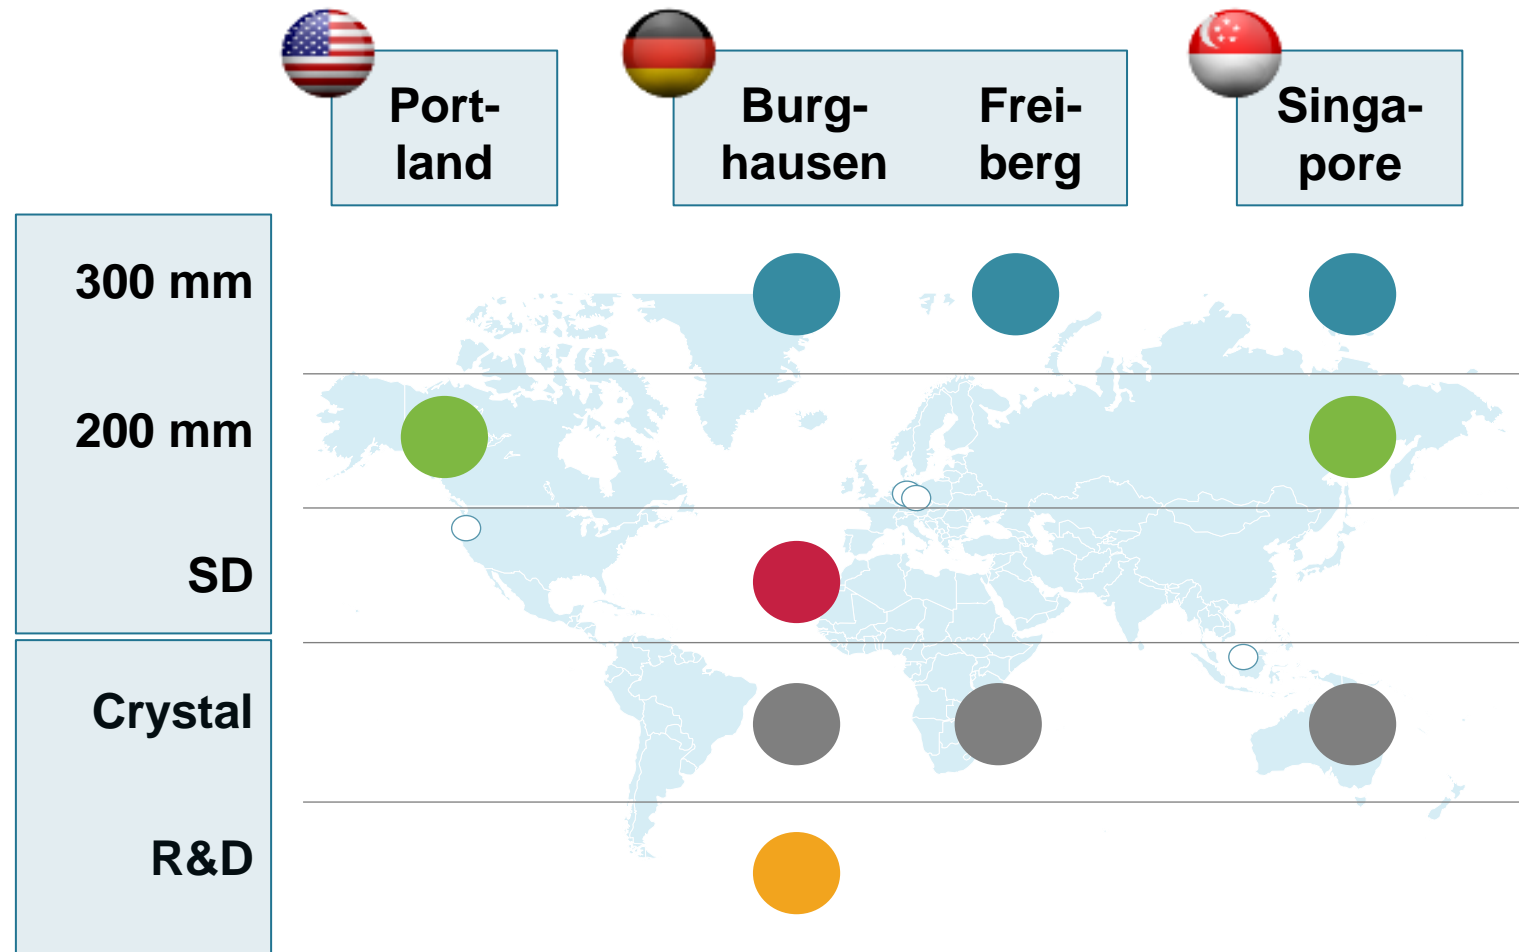 Port-
land
Burg-
hausen
Frei-
berg
Singa-
pore
300 mm
200 mm
SD
Crystal
R&D